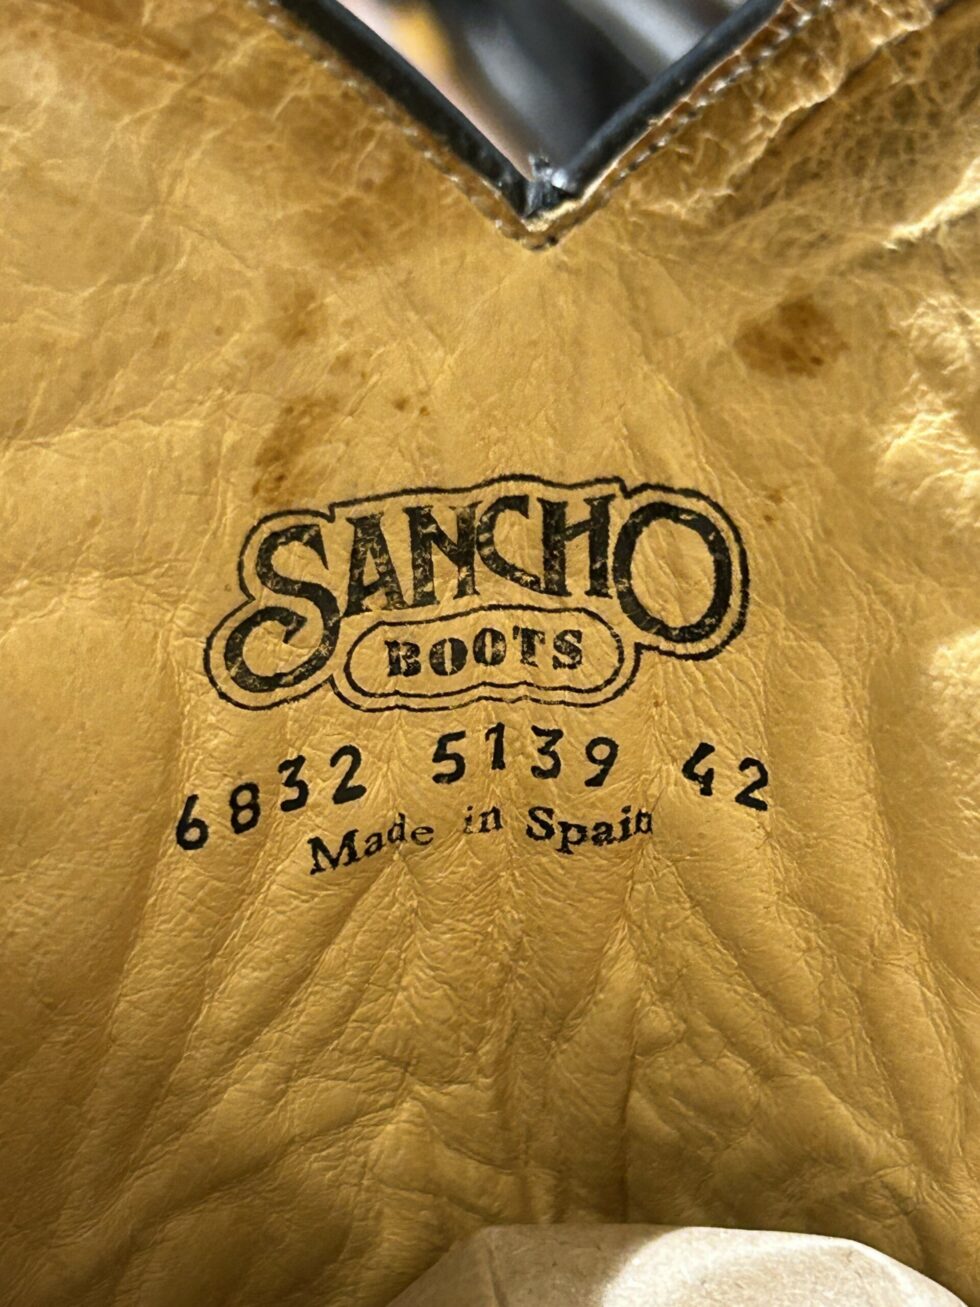 SANCHO
BOOTS
6832 5139 42
Made in Spain